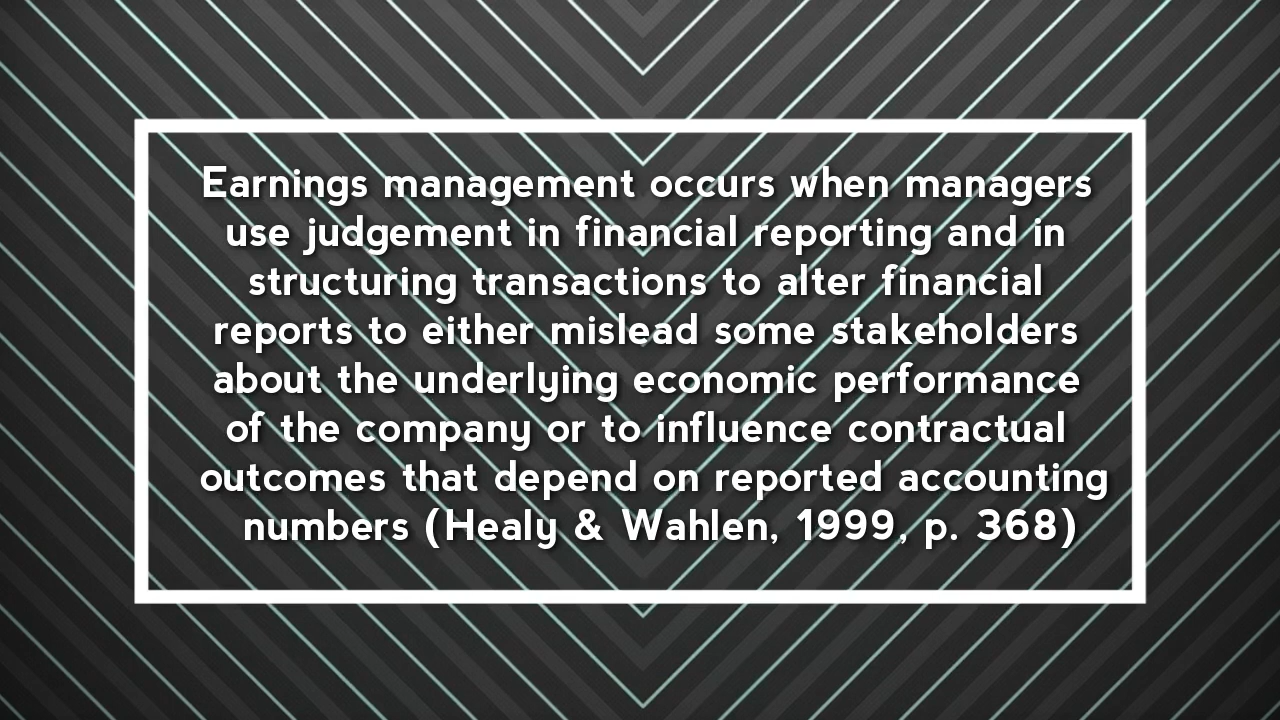 Earnings management occurs when managers
use judgement in financial reporting and in
structuring transactions to alter financial
reports to either mislead some stakeholders
about the underlying economic performance
of the company or to influence contractual
outcomes that depend on reported accounting
numbers (Healy & Wahlen, 1999, p. 368)